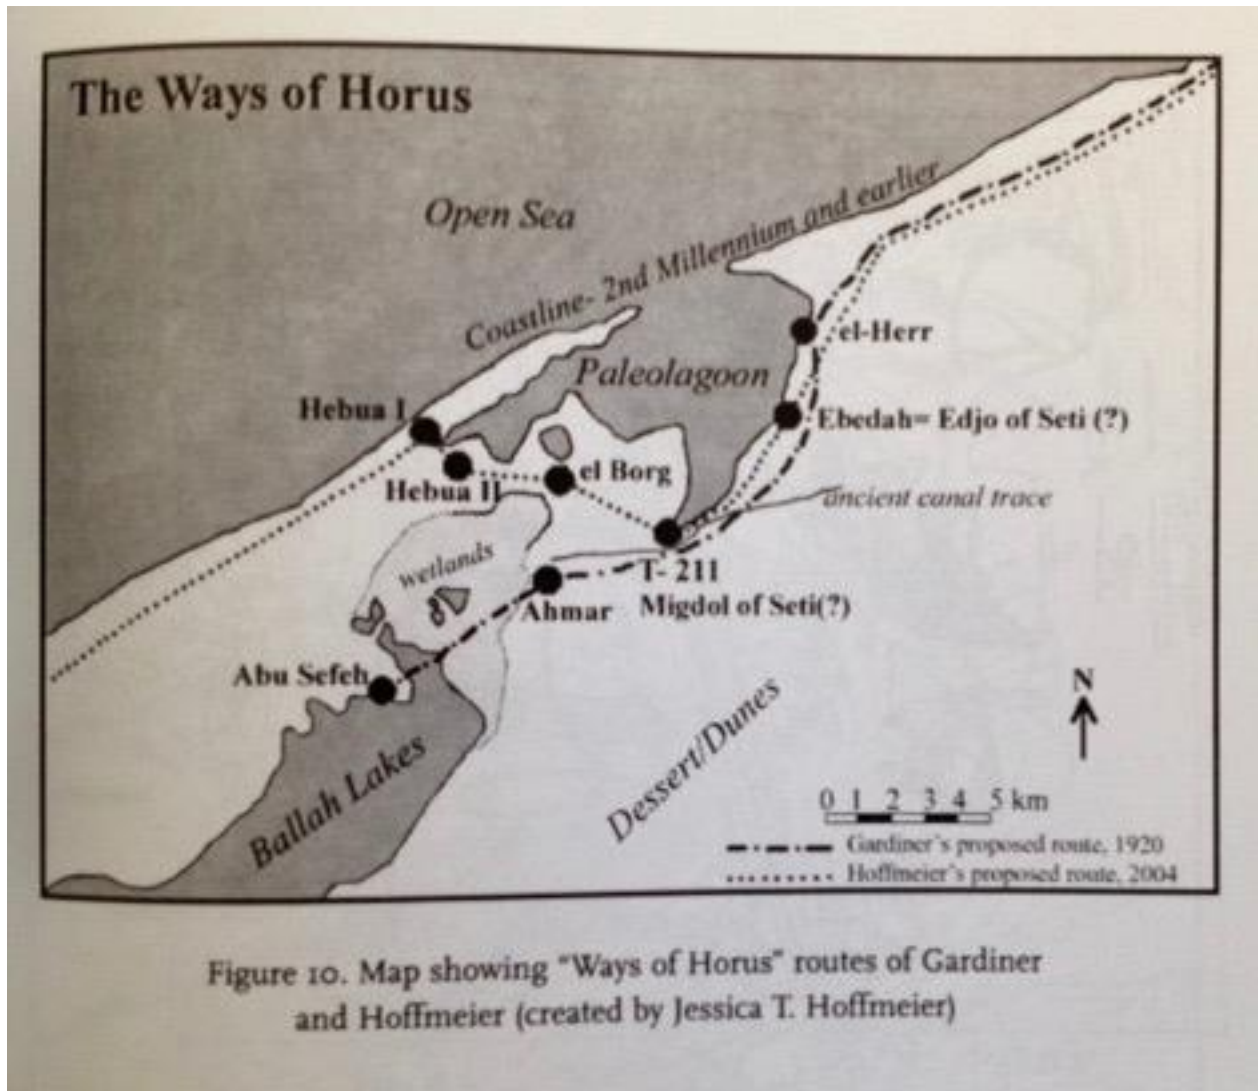 The Ways of Horus
Open Sea
Coastline- 2nd Millennium and earlier
Paleolagoon
el-Herr
Hebua I
Ebedah= Edjo of Seti (?)
el Borg
Hebua II
ancient canal trace
wetlands
T- 211
Ahmar
Migdol of Seti(?)
Abu Sefeh
N
Dessert/Dunes
Ballah Lakes
0 1 2 3 4 5 km
Gardiner's proposed route, 1920
Hoffmeier's proposed route, 2004
Figure 10. Map showing "Ways of Horus" routes of Gardiner
and Hoffmeier (created by Jessica T. Hoffmeier)